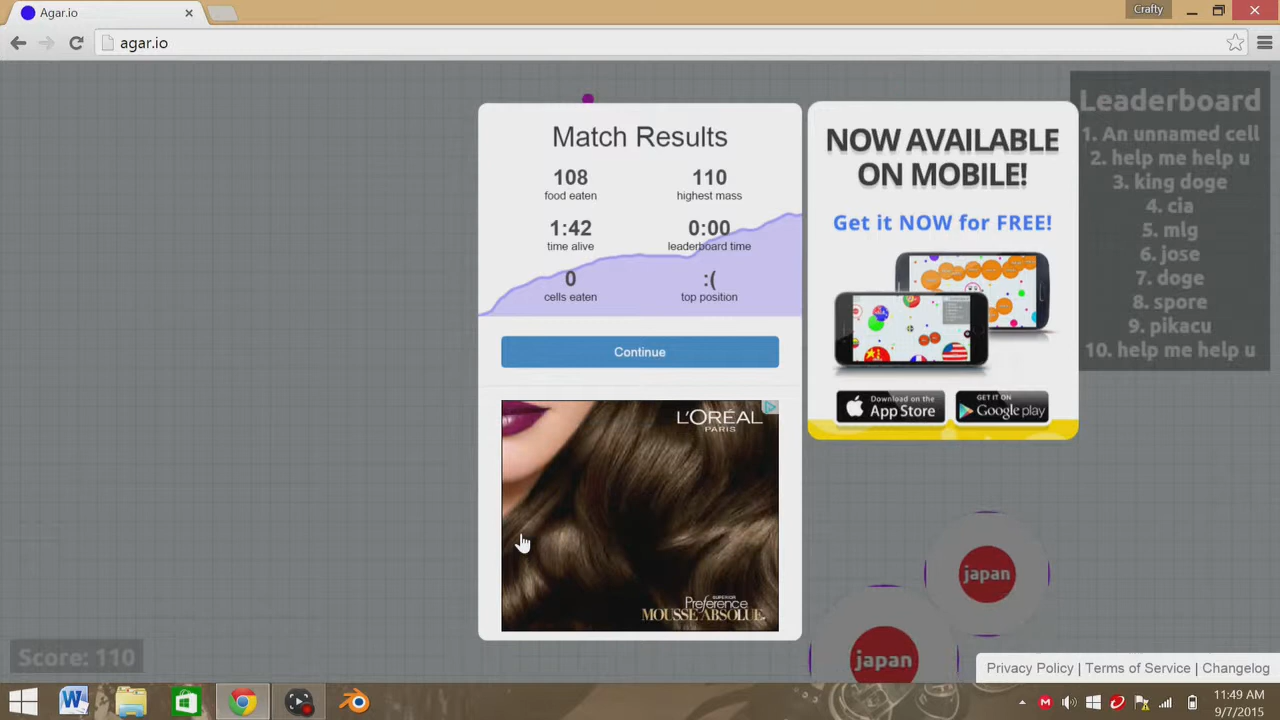 Agar.io
Crafty
agar.io
Leaderboard
1. An unnamed cell
2. help me help u
3. king doge
4. cia
5. mlg
6. jose
7. doge
8. spore
9. pikacu
10. help me help u
Match Results
108
food eaten
110
highest mass
1:42
time alive
0:00
leaderboard time
0
cells eaten
:(
top position
Continue
L'ORÉAL
PARIS
SUPERIOR
Preference
MOUSSE ABSOLUE
NOW AVAILABLE
ON MOBILE!
Get it NOW for FREE!
Download on the
App Store
GET IT ON
Google play
japan
japan
Score: 110
Privacy Policy | Terms of Service | Changelog
11:49 AM
9/7/2015